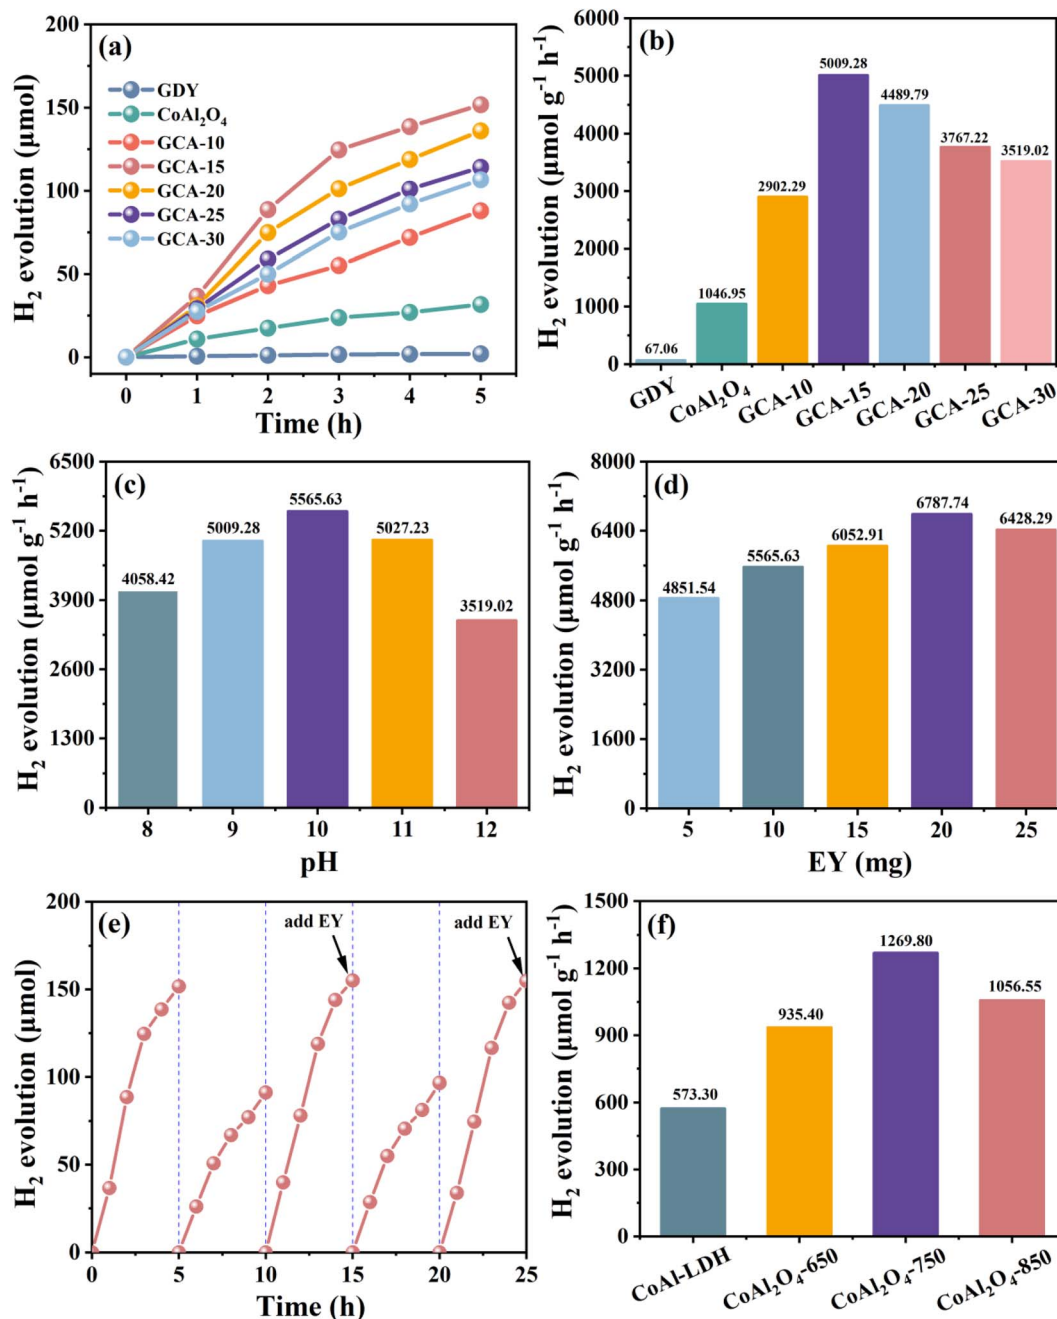 (a)
H₂ evolution (μmol)
200
150
100
50
0
GDY
CoAl₂O₄
GCA-10
GCA-15
GCA-20
GCA-25
GCA-30
0 1 2 3 4 5
Time (h)
(b)
H₂ evolution (μmol g⁻¹ h⁻¹)
6000
5000
4000
3000
2000
1000
0
67.06
1046.95
2902.29
5009.28
4489.79
3767.22
3519.02
GDY
CoAl₂O₄
GCA-10
GCA-15
GCA-20
GCA-25
GCA-30
(c)
H₂ evolution (μmol g⁻¹ h⁻¹)
6500
5200
3900
2600
1300
0
4058.42
5009.28
5565.63
5027.23
3519.02
8 9 10 11 12
pH
(d)
H₂ evolution (μmol g⁻¹ h⁻¹)
8000
6400
4800
3200
1600
0
4851.54
5565.63
6052.91
6787.74
6428.29
5 10 15 20 25
EY (mg)
(e)
H₂ evolution (μmol)
200
150
100
50
0
add EY
add EY
0 5 10 15 20 25
Time (h)
(f)
H₂ evolution (μmol g⁻¹ h⁻¹)
1500
1200
900
600
300
0
573.30
935.40
1269.80
1056.55
CoAl-LDH
CoAl₂O₄-650
CoAl₂O₄-750
CoAl₂O₄-850